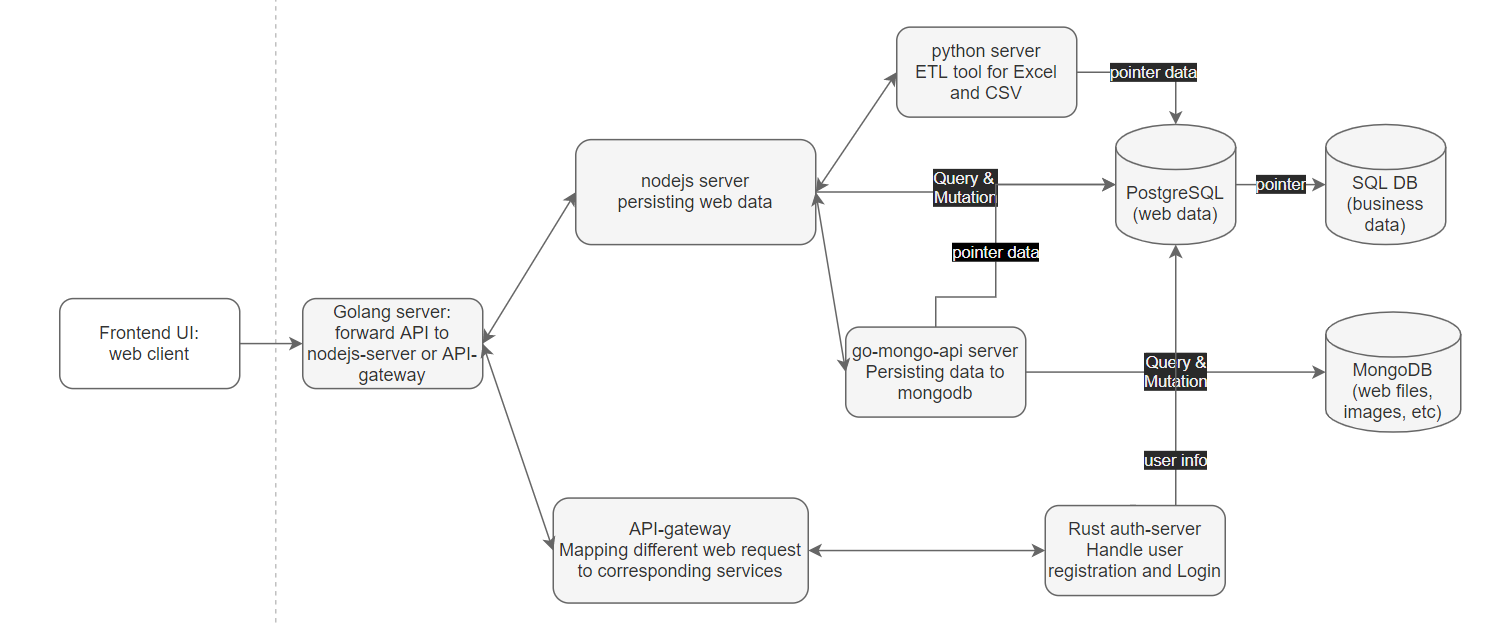 python server
ETL tool for Excel
and CSV
pointer data
nodejs server
persisting web data
Query &
Mutation
PostgreSQL
(web data)
pointer
SQL DB
(business
data)
pointer data
Frontend UI:
web client
Golang server:
forward API to
nodejs-server or API-
gateway
go-mongo-api server
Persisting data to
mongodb
Query &
Mutation
MongoDB
(web files,
images, etc)
user info
API-gateway
Mapping different web request
to corresponding services
Rust auth-server
Handle user
registration and Login